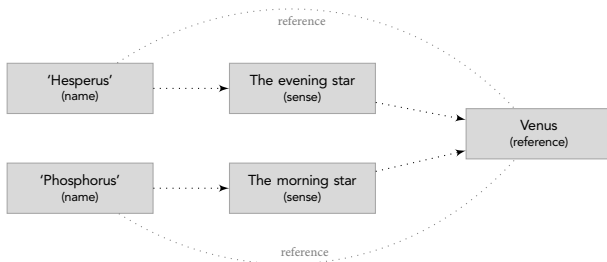 reference
'Hesperus'
(name)
The evening star
(sense)
Venus
(reference)
'Phosphorus'
(name)
The morning star
(sense)
reference